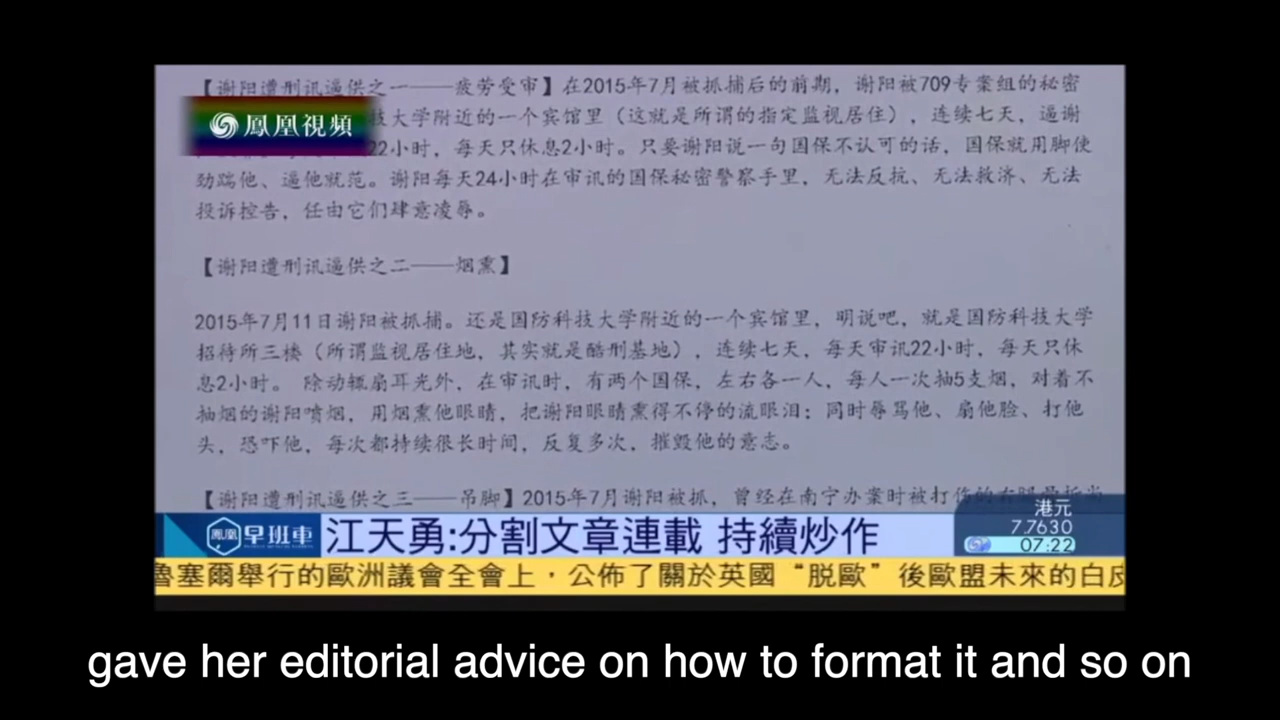 【谢阳遭刑讯逼供之一——疲劳受审】在2015年7月被抓捕后的前期，谢阳被709专案组的秘密
鳳凰視頻
技大学附近的一个宾馆里（这就是所谓的指定监视居住），连续七天，逼谢
22小时，每天只休息2小时。只要谢阳说一句国保不认可的话，国保就用脚使
劲踹他、逼他就范。谢阳每天24小时在审讯的国保秘密警察手里，无法反抗、无法救济、无法
投诉控告，任由它们肆意凌辱。
【谢阳遭刑讯逼供之二——烟熏】
2015年7月11日谢阳被抓捕。还是国防科技大学附近的一个宾馆里，明说吧，就是国防科技大学
招待所三楼（所谓监视居住地，其实就是酷刑基地），连续七天，每天审讯22小时，每天只休
息2小时。 除动辄扇耳光外，在审讯时，有两个国保，左右各一人，每人一次抽5支烟，对着不
抽烟的谢阳喷烟，用烟熏他眼睛，把谢阳眼睛熏得不停的流眼泪；同时辱骂他、扇他脸、打他
头，恐吓他，每次都持续很长时间，反复多次，摧毁他的意志。
【谢阳遭刑讯逼供之三——吊脚】2015年7月谢阳被抓，曾经在南宁办案时被打伤的右腿
港元
7.7630
07:22
鳳凰早班車
江天勇:分割文章連載 持續炒作
魯塞爾舉行的歐洲議會全會上，公佈了關於英國“脫歐”後歐盟未來的白皮
gave her editorial advice on how to format it and so on